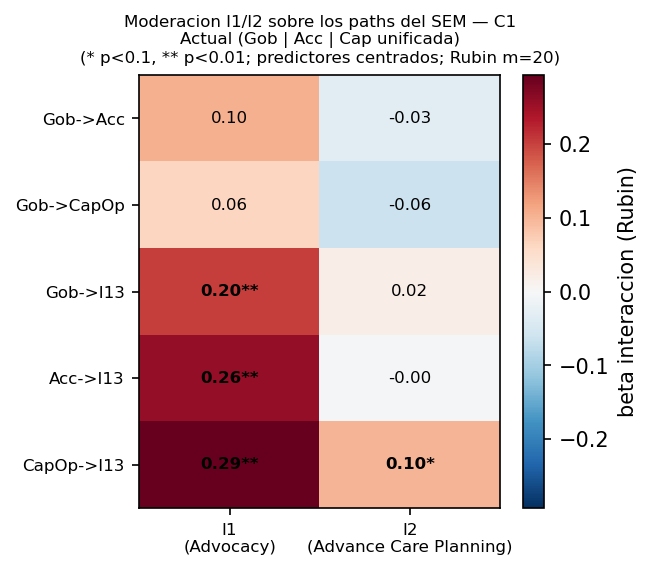 Moderacion I1/I2 sobre los paths del SEM — C1
Actual (Gob | Acc | Cap unificada)
(* p<0.1, ** p<0.01; predictores centrados; Rubin m=20)
Gob->Acc 0.10 -0.03
Gob->CapOp 0.06 -0.06
Gob->I13 0.20** 0.02
Acc->I13 0.26** -0.00
CapOp->I13 0.29** 0.10*
I1
(Advocacy)
I2
(Advance Care Planning)
0.2
0.1
0.0
−0.1
−0.2
beta interaccion (Rubin)